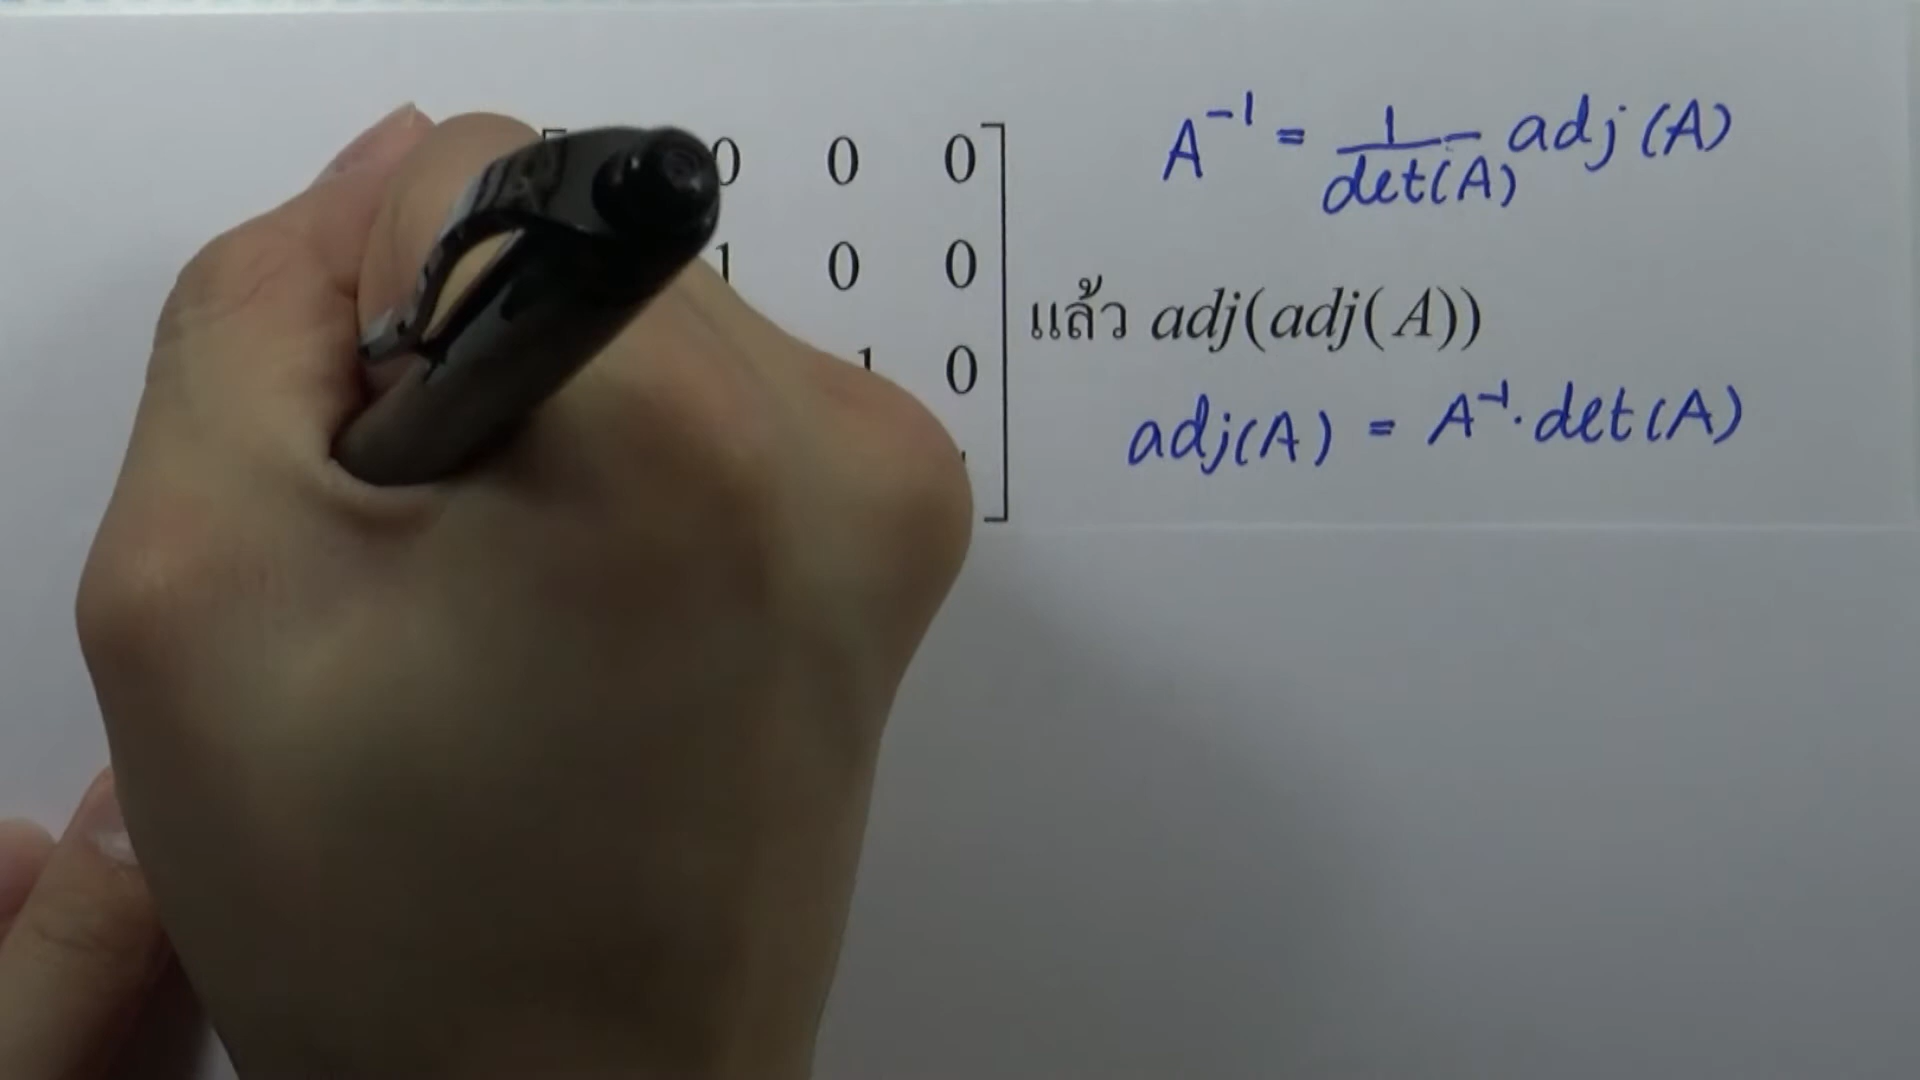 A⁻¹ = 1/det(A) adj(A)
0 0 0
1 0 0
1 0
แล้ว adj(adj(A))
adj(A) = A⁻¹·det(A)